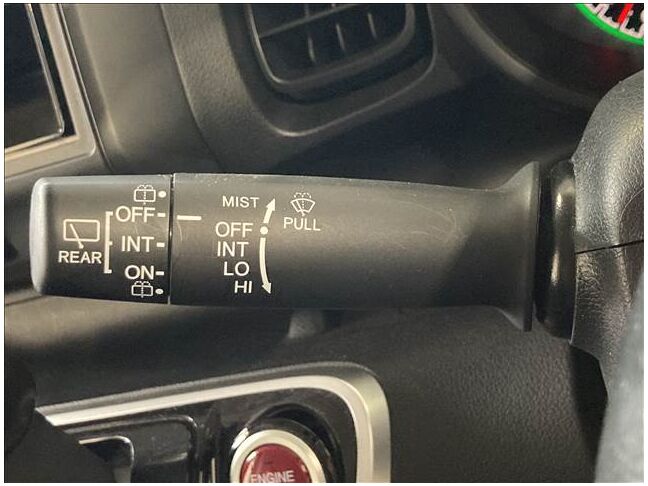 OFF
INT
REAR
ON
MIST
PULL
OFF
INT
LO
HI
ENGINE